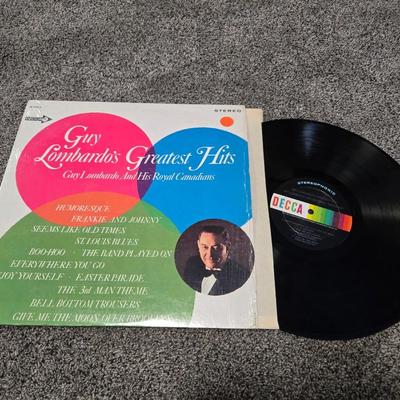 STEREO
Guy
Lombardo's Greatest Hits
Guy Lombardo And His Royal Canadians
HUMORESQUE
FRANKIE AND JOHNNY
SEEMS LIKE OLD TIMES
ST LOUIS BLUES
BOO-HOO · THE BAND PLAYED ON
EVERYWHERE YOU GO
ENJOY YOURSELF · EASTER PARADE
THE 3rd MAN THEME
BELL BOTTOM TROUSERS
GIVE ME THE MOON OVER BROOKLYN
STEREOPHONIC
DECCA